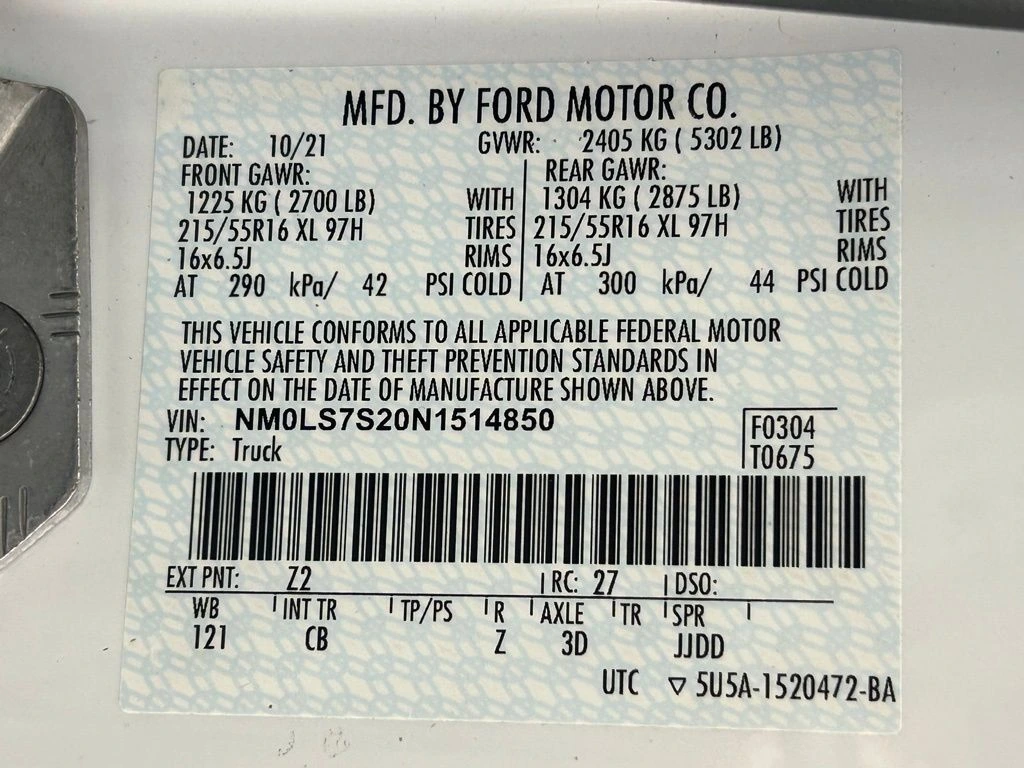 MFD. BY FORD MOTOR CO.
DATE: 10/21 GVWR: 2405 KG ( 5302 LB)
FRONT GAWR: REAR GAWR:
1225 KG ( 2700 LB) WITH 1304 KG ( 2875 LB) WITH
215/55R16 XL 97H TIRES 215/55R16 XL 97H TIRES
16x6.5J RIMS 16x6.5J RIMS
AT 290 kPa/ 42 PSI COLD AT 300 kPa/ 44 PSI COLD
THIS VEHICLE CONFORMS TO ALL APPLICABLE FEDERAL MOTOR
VEHICLE SAFETY AND THEFT PREVENTION STANDARDS IN
EFFECT ON THE DATE OF MANUFACTURE SHOWN ABOVE.
VIN: NM0LS7S20N1514850 F0304
TYPE: Truck T0675
EXT PNT: Z2 RC: 27 DSO:
WB INT TR TP/PS R AXLE TR SPR
121 CB Z 3D JJDD
UTC ▽ 5U5A-1520472-BA